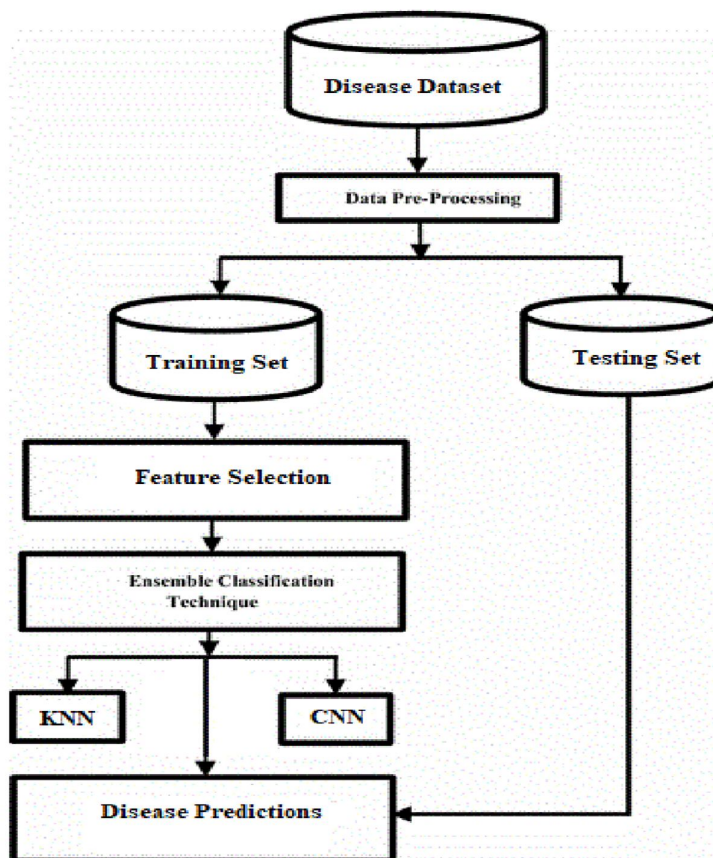 Disease Dataset
Data Pre-Processing
Training Set
Testing Set
Feature Selection
Ensemble Classification
Technique
KNN
CNN
Disease Predictions